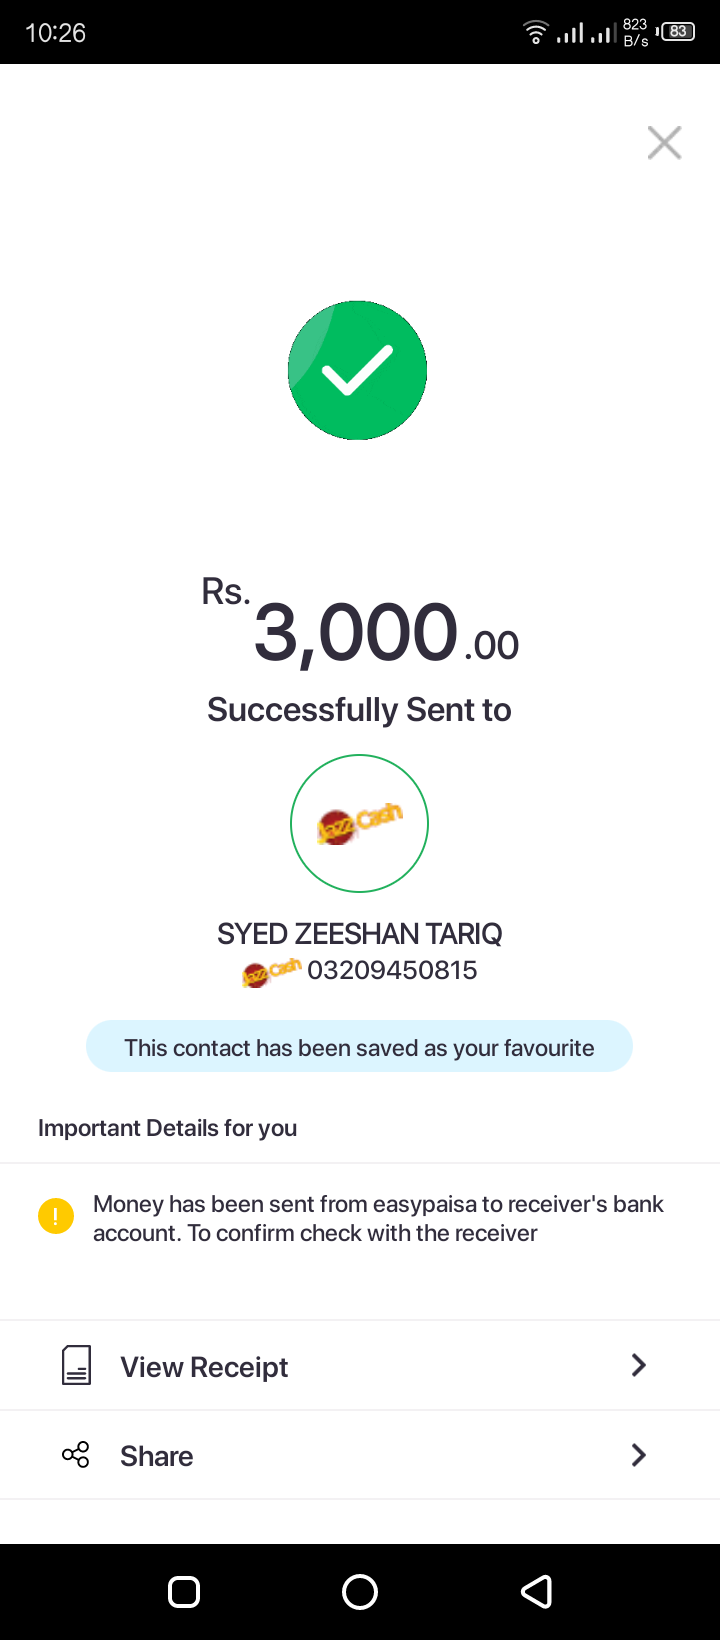 10:26
823
B/s
83
Rs.
3,000.00
Successfully Sent to
JazzCash
SYED ZEESHAN TARIQ
JazzCash 03209450815
This contact has been saved as your favourite
Important Details for you
Money has been sent from easypaisa to receiver's bank
account. To confirm check with the receiver
View Receipt
Share